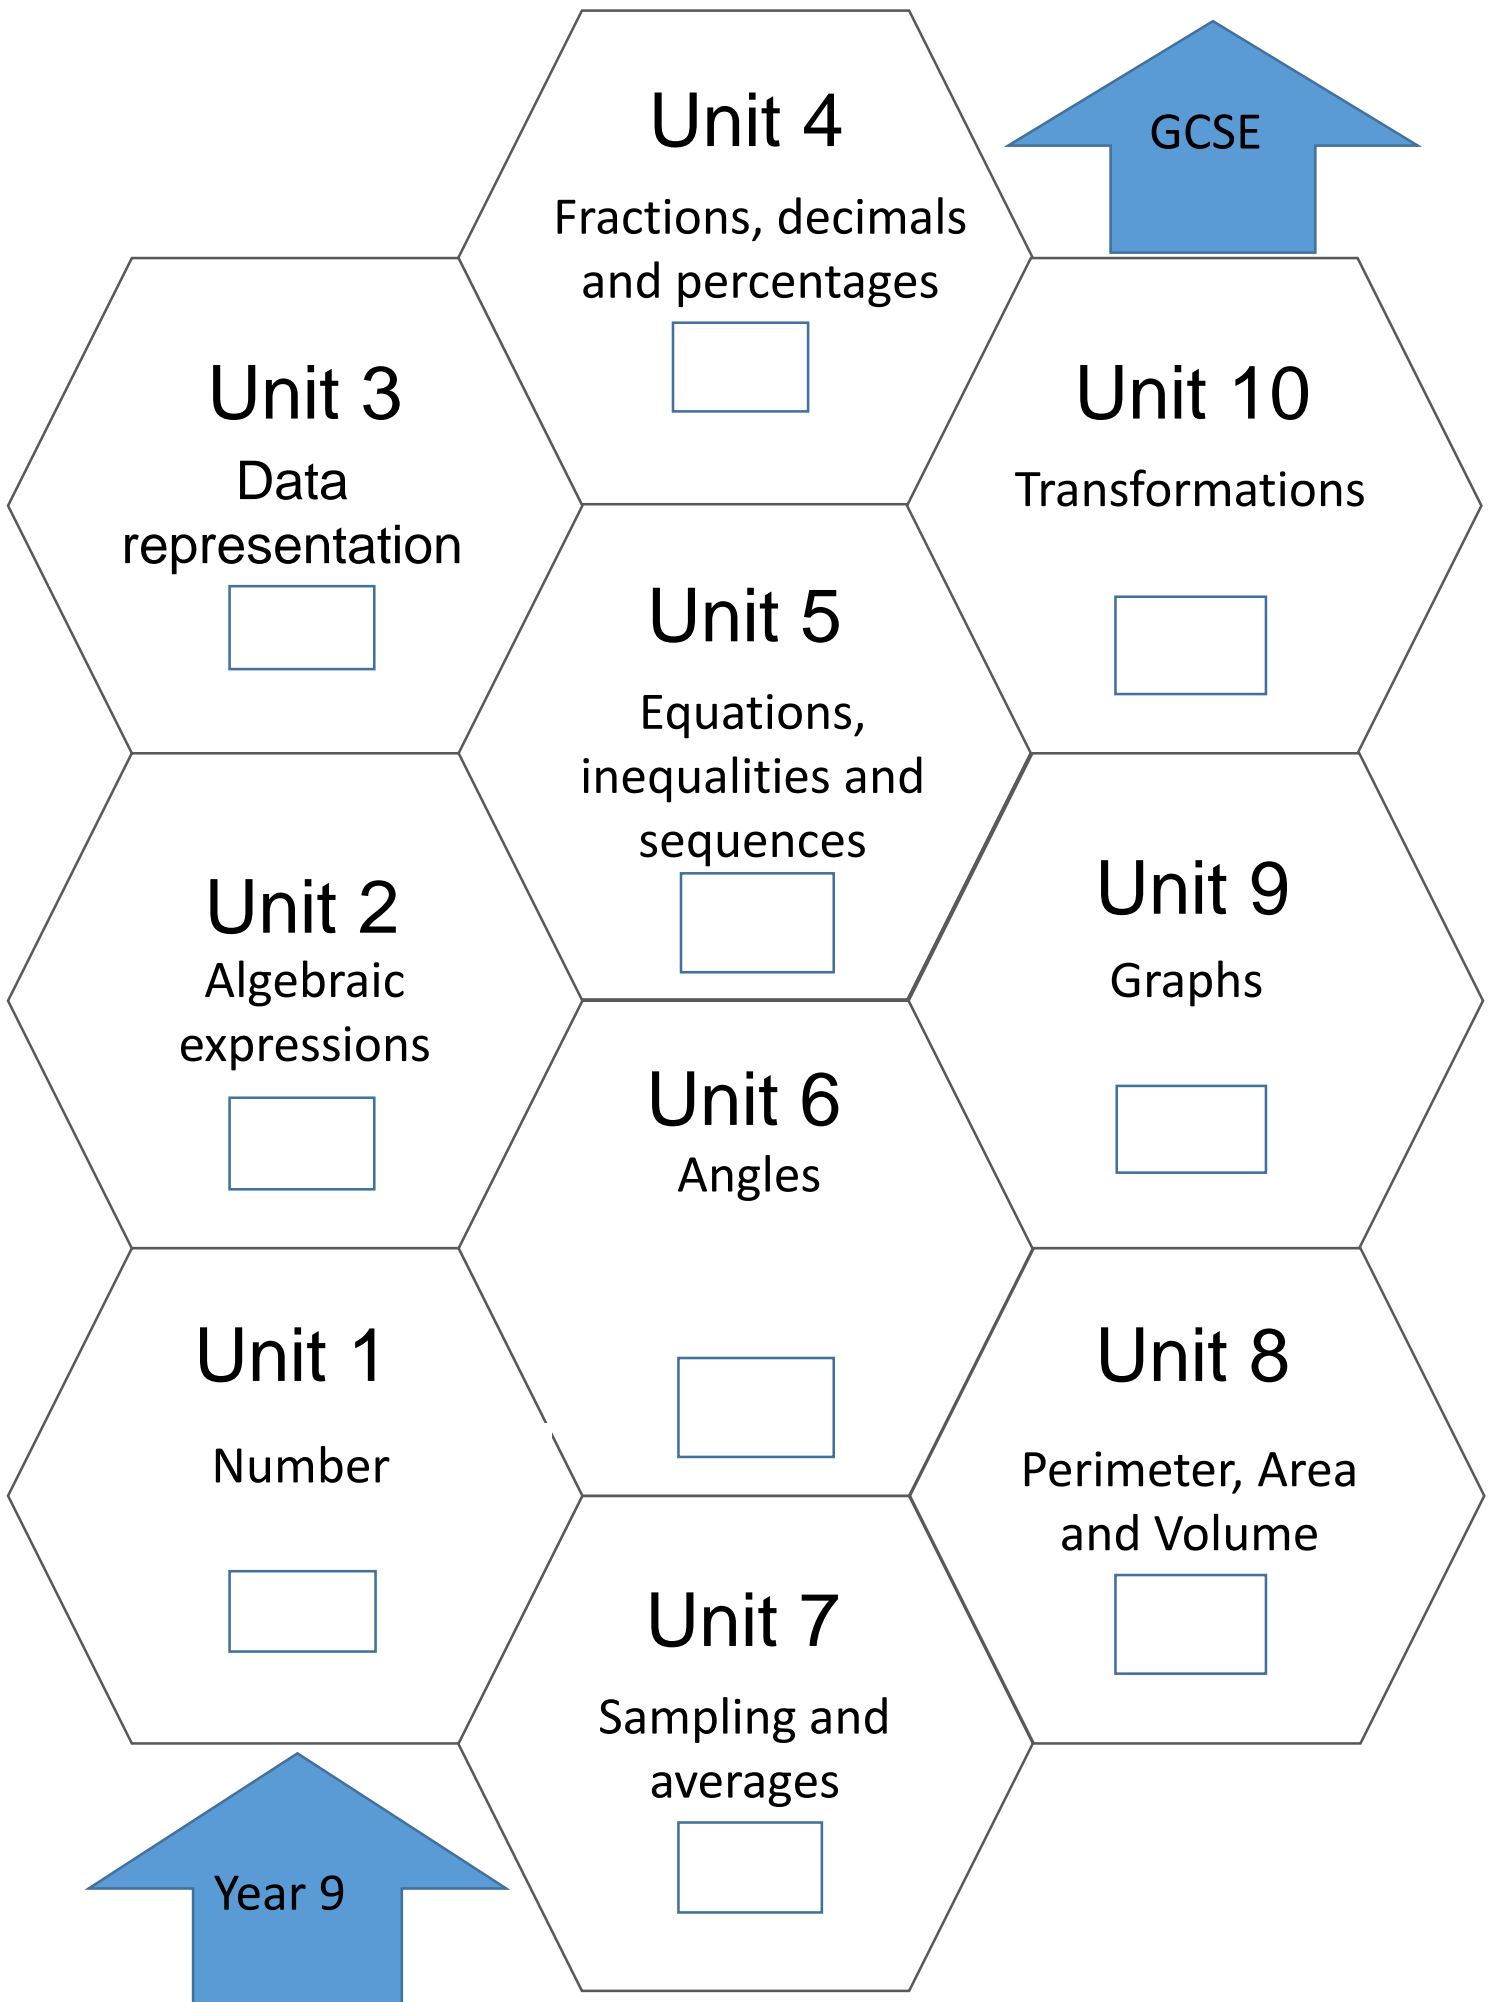 Unit 4
Fractions, decimals
and percentages
GCSE
Unit 3
Data
representation
Unit 10
Transformations
Unit 5
Equations,
inequalities and
sequences
Unit 2
Algebraic
expressions
Unit 9
Graphs
Unit 6
Angles
Unit 1
Number
Unit 8
Perimeter, Area
and Volume
Unit 7
Sampling and
averages
Year 9